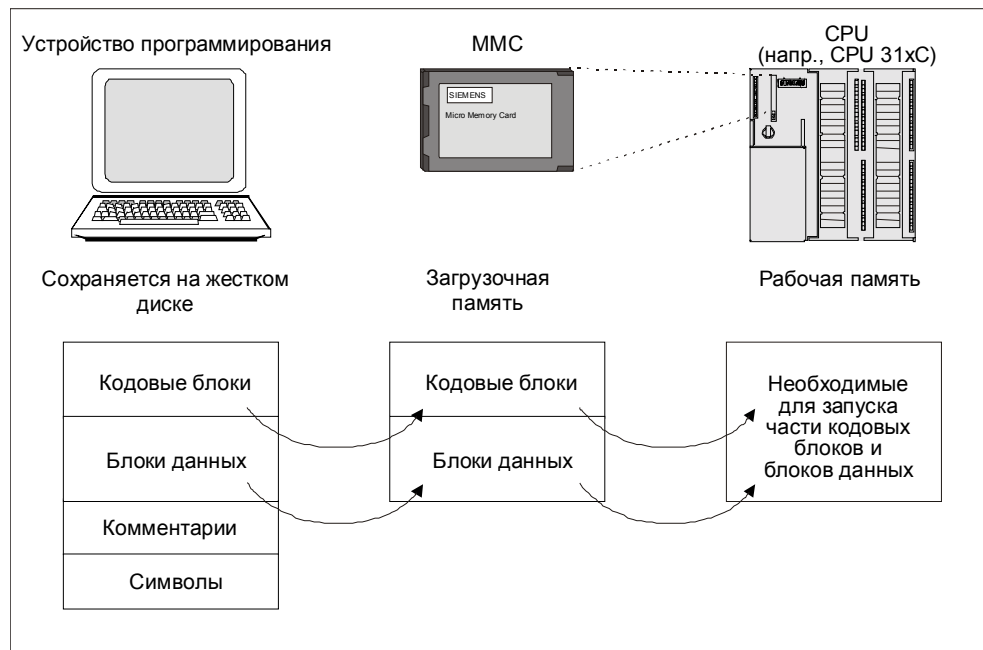 Устройство программирования
MMC
CPU
(напр., CPU 31xC)
SIEMENS
Micro Memory Card
Сохраняется на жестком
диске
Загрузочная
память
Рабочая память
Кодовые блоки
Блоки данных
Комментарии
Символы
Кодовые блоки
Блоки данных
Необходимые
для запуска
части кодовых
блоков и
блоков данных